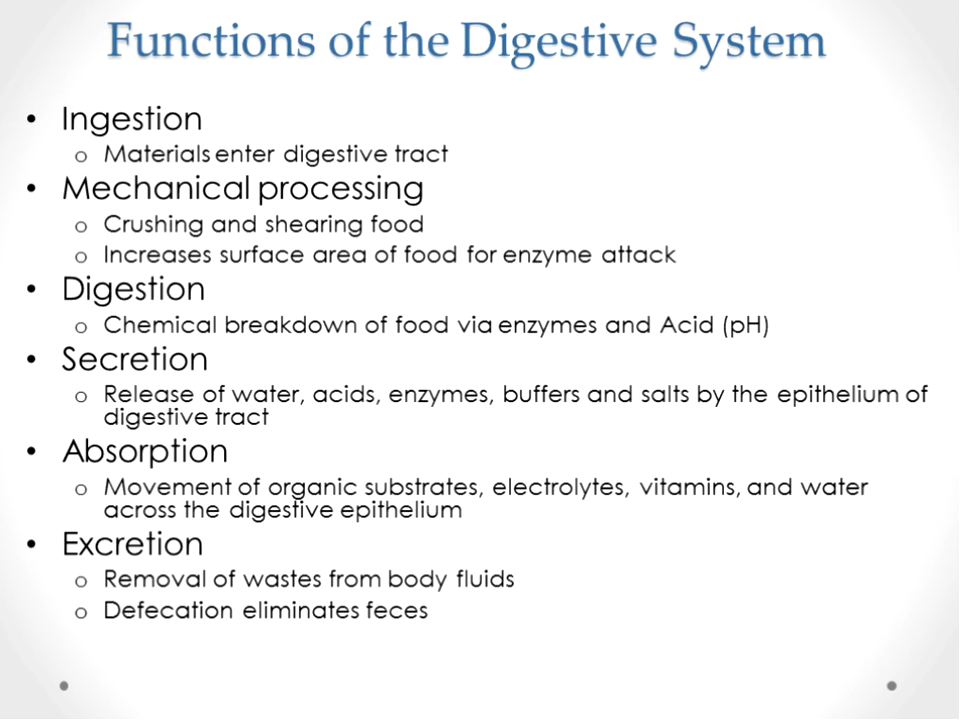 Functions of the Digestive System
• Ingestion
o Materials enter digestive tract
• Mechanical processing
o Crushing and shearing food
o Increases surface area of food for enzyme attack
• Digestion
o Chemical breakdown of food via enzymes and Acid (pH)
• Secretion
o Release of water, acids, enzymes, buffers and salts by the epithelium of
digestive tract
• Absorption
o Movement of organic substrates, electrolytes, vitamins, and water
across the digestive epithelium
• Excretion
o Removal of wastes from body fluids
o Defecation eliminates feces